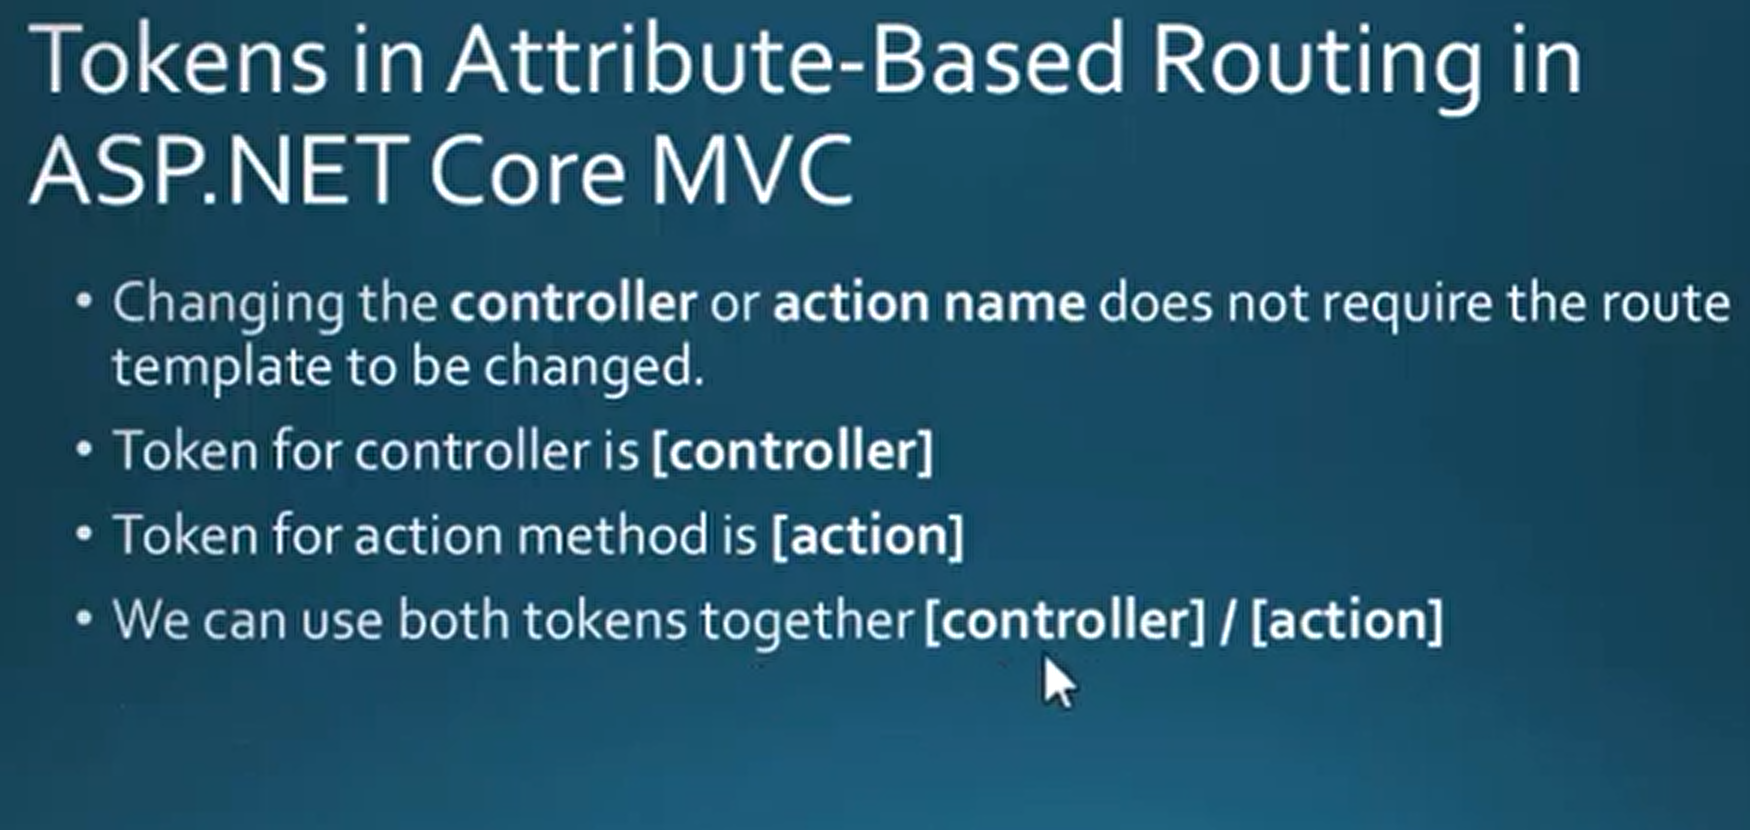 Tokens in Attribute-Based Routing in
ASP.NET Core MVC
• Changing the controller or action name does not require the route
template to be changed.
• Token for controller is [controller]
• Token for action method is [action]
• We can use both tokens together [controller] / [action]